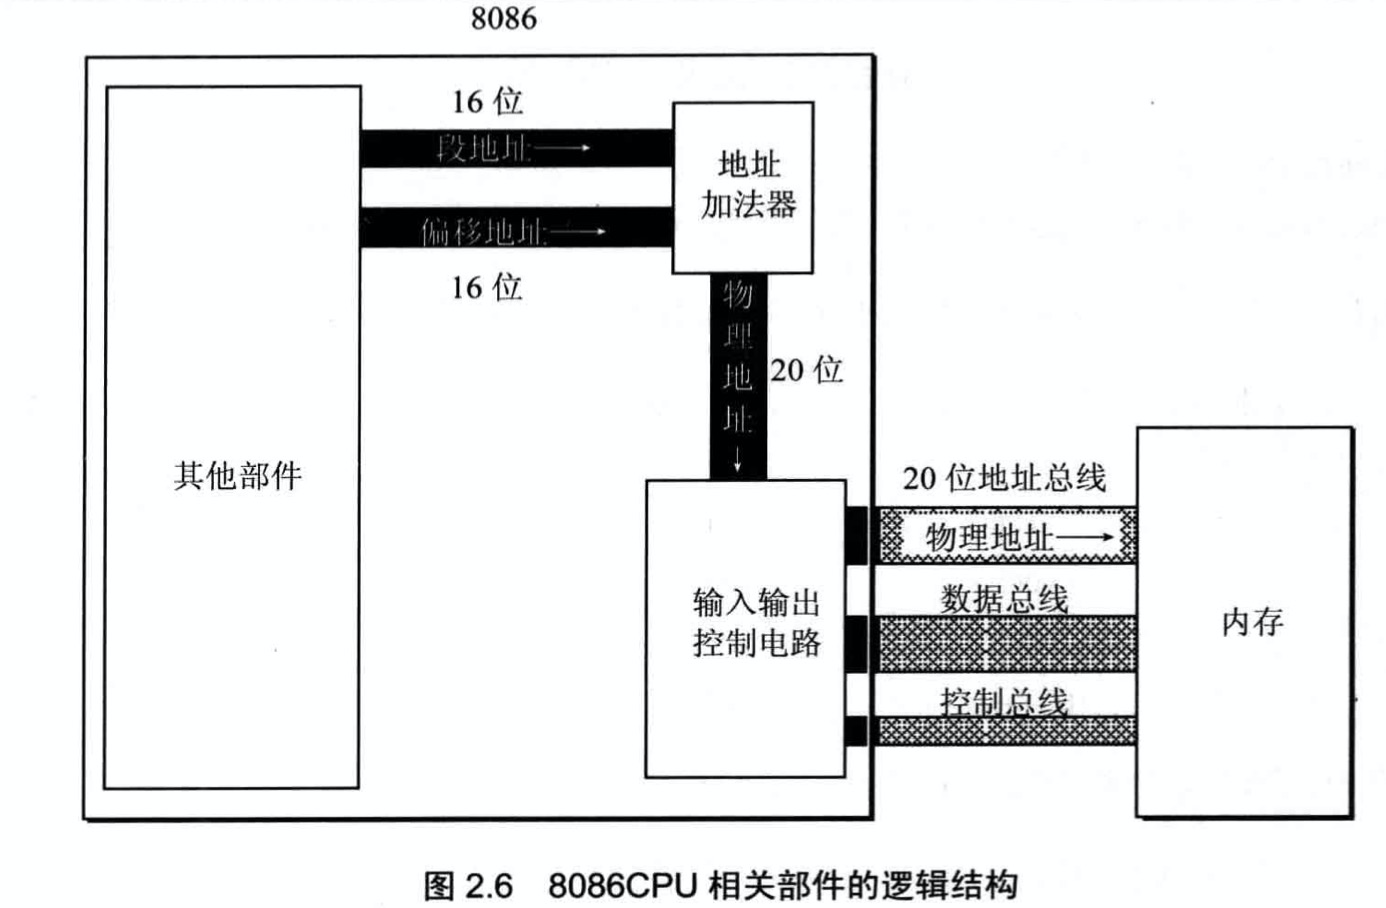 8086
16 位
段地址
偏移地址
16 位
地址
加法器
物理地址
20 位
其他部件
输入输出
控制电路
20 位地址总线
物理地址
数据总线
控制总线
内存
图 2.6 8086CPU 相关部件的逻辑结构